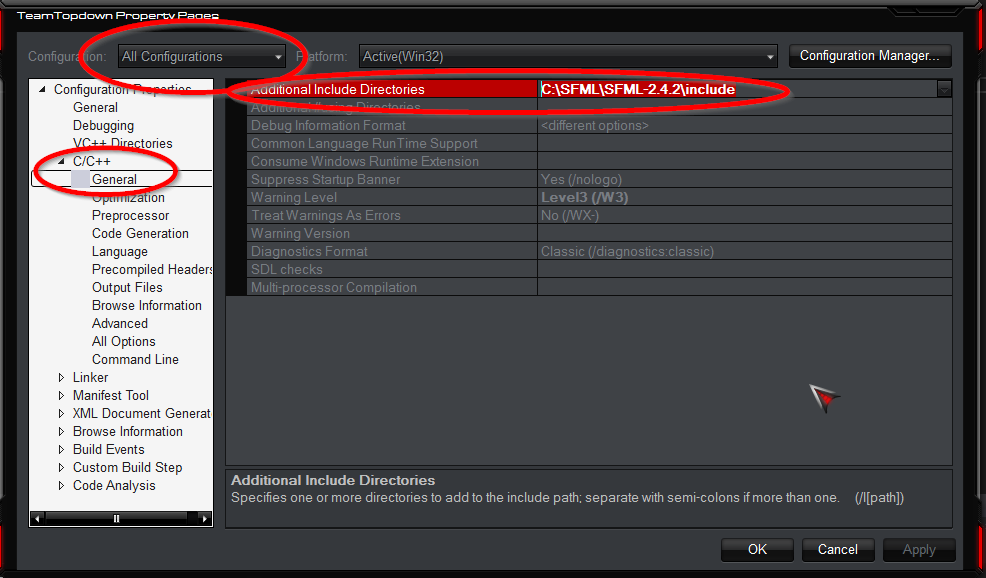 TeamTopdown Property Pages
Configuration: All Configurations Platform: Active(Win32) Configuration Manager...
Configuration Properties
General
Debugging
VC++ Directories
C/C++
General
Optimization
Preprocessor
Code Generation
Language
Precompiled Headers
Output Files
Browse Information
Advanced
All Options
Command Line
Linker
Manifest Tool
XML Document Generat
Browse Information
Build Events
Custom Build Step
Code Analysis
Additional Include Directories C:\SFML\SFML-2.4.2\include
Additional #using Directories
Debug Information Format <different options>
Common Language RunTime Support
Consume Windows Runtime Extension
Suppress Startup Banner Yes (/nologo)
Warning Level Level3 (/W3)
Treat Warnings As Errors No (/WX-)
Warning Version
Diagnostics Format Classic (/diagnostics:classic)
SDL checks
Multi-processor Compilation
Additional Include Directories
Specifies one or more directories to add to the include path; separate with semi-colons if more than one. (/I[path])
OK Cancel Apply